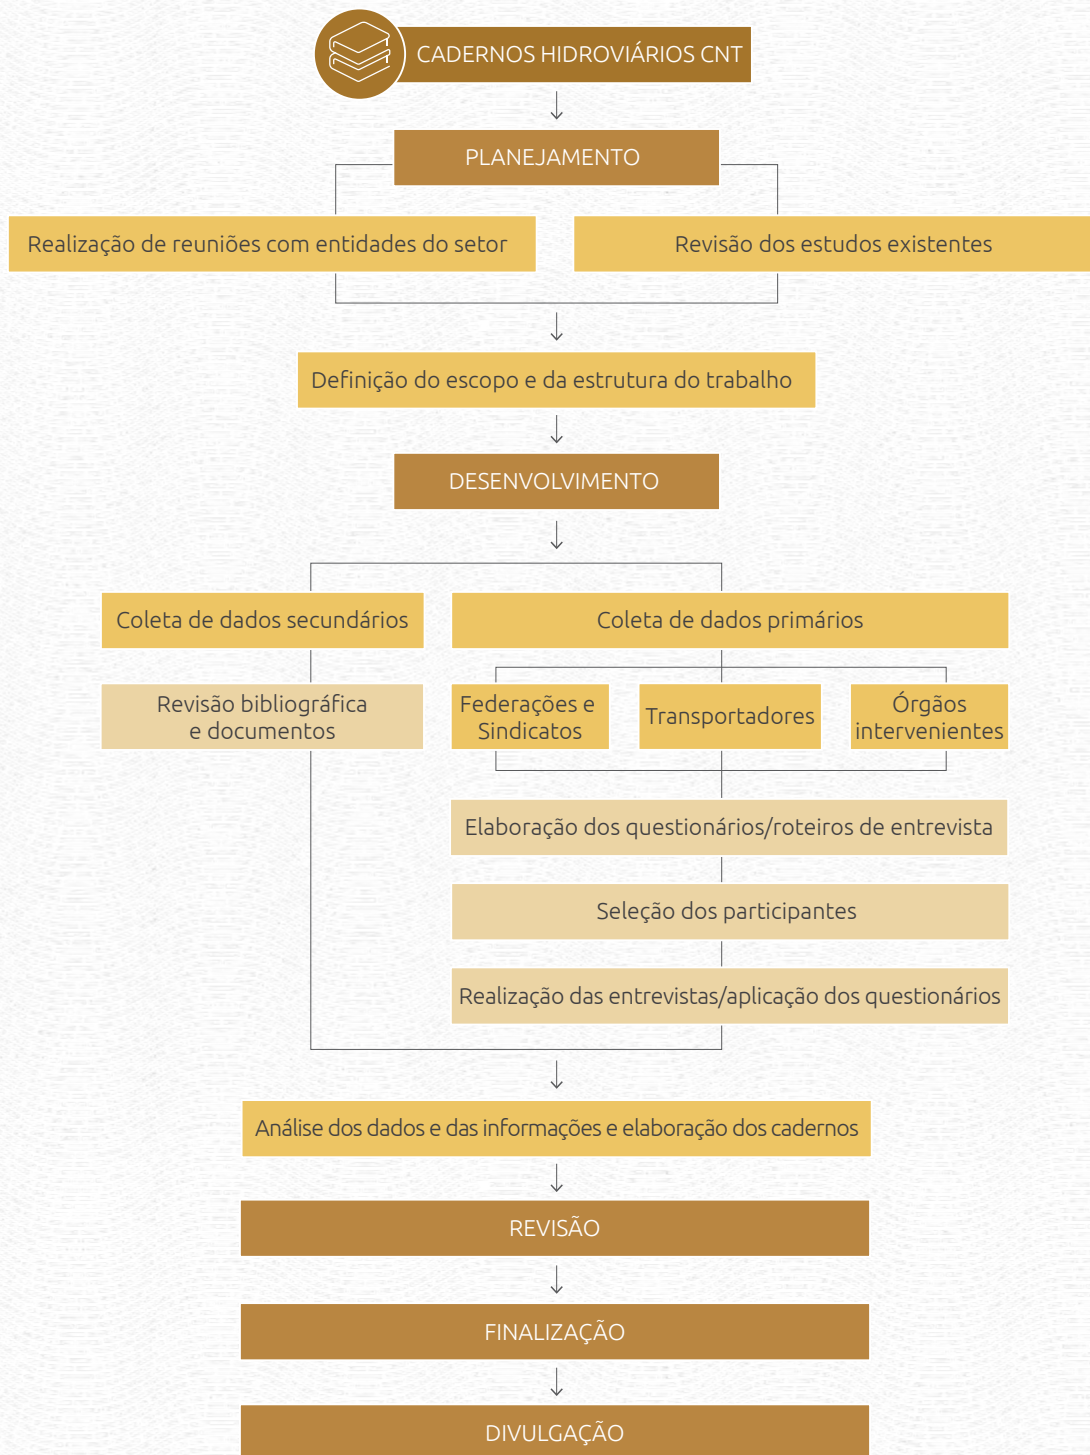 CADERNOS HIDROVIÁRIOS CNT
PLANEJAMENTO
Realização de reuniões com entidades do setor
Revisão dos estudos existentes
Definição do escopo e da estrutura do trabalho
DESENVOLVIMENTO
Coleta de dados secundários
Coleta de dados primários
Revisão bibliográfica
e documentos
Federações e
Sindicatos
Transportadores
Órgãos
intervenientes
Elaboração dos questionários/roteiros de entrevista
Seleção dos participantes
Realização das entrevistas/aplicação dos questionários
Análise dos dados e das informações e elaboração dos cadernos
REVISÃO
FINALIZAÇÃO
DIVULGAÇÃO